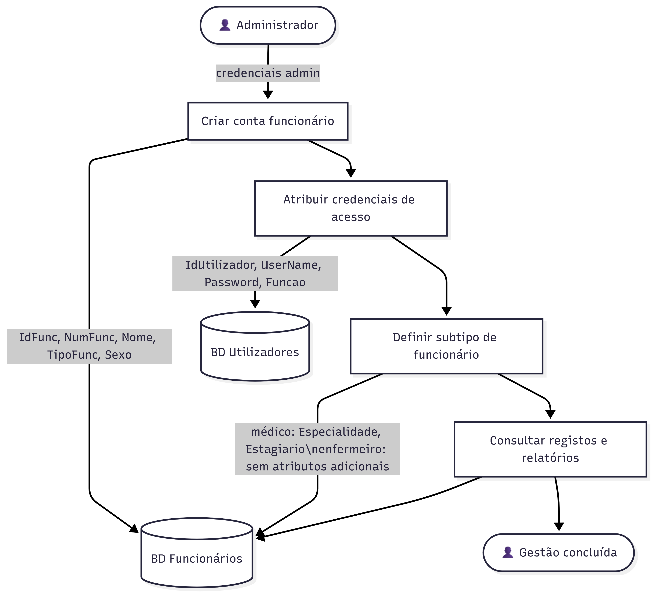 Administrador
credenciais admin
Criar conta funcionário
Atribuir credenciais de
acesso
IdUtilizador, UserName,
Password, Funcao
BD Utilizadores
Definir subtipo de
funcionário
IdFunc, NumFunc, Nome,
TipoFunc, Sexo
médico: Especialidade,
Estagiario\nenfermeiro:
sem atributos adicionais
Consultar registos e
relatórios
BD Funcionários
Gestão concluída